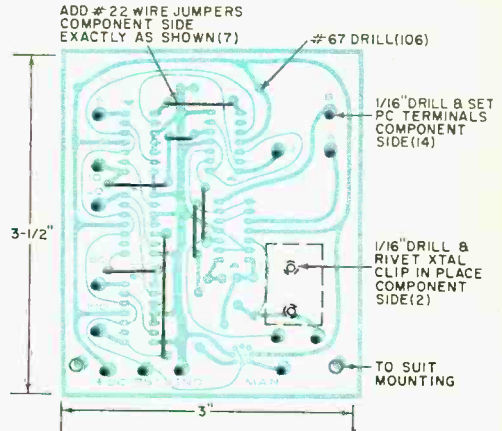 ADD #22 WIRE JUMPERS
COMPONENT SIDE
EXACTLY AS SHOWN(7)
#67 DRILL(106)
1/16"DRILL & SET
PC TERMINALS
COMPONENT
SIDE(14)
3-1/2"
1/16"DRILL &
RIVET XTAL
CLIP IN PLACE
COMPONENT
SIDE(2)
TO SUIT
MOUNTING
3"